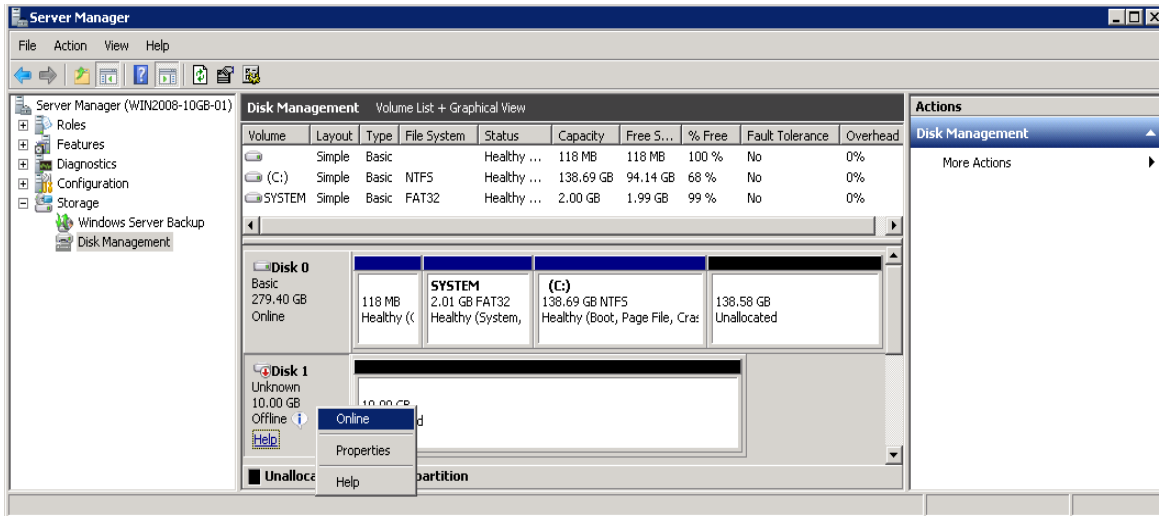 Server Manager
File Action View Help
Server Manager (WIN2008-10GB-01)
Roles
Features
Diagnostics
Configuration
Storage
Windows Server Backup
Disk Management
Disk Management Volume List + Graphical View
Volume Layout Type File System Status Capacity Free S... % Free Fault Tolerance Overhead
Simple Basic Healthy ... 118 MB 118 MB 100 % No 0%
(C:) Simple Basic NTFS Healthy ... 138.69 GB 94.14 GB 68 % No 0%
SYSTEM Simple Basic FAT32 Healthy ... 2.00 GB 1.99 GB 99 % No 0%
Disk 0
Basic
279.40 GB
Online
118 MB
Healthy ((
SYSTEM
2.01 GB FAT32
Healthy (System,
(C:)
138.69 GB NTFS
Healthy (Boot, Page File, Cras
138.58 GB
Unallocated
Disk 1
Unknown
10.00 GB
Offline
Help
10.00 GB
d
Online
Properties
Help
Unalloca partition
Actions
Disk Management
More Actions